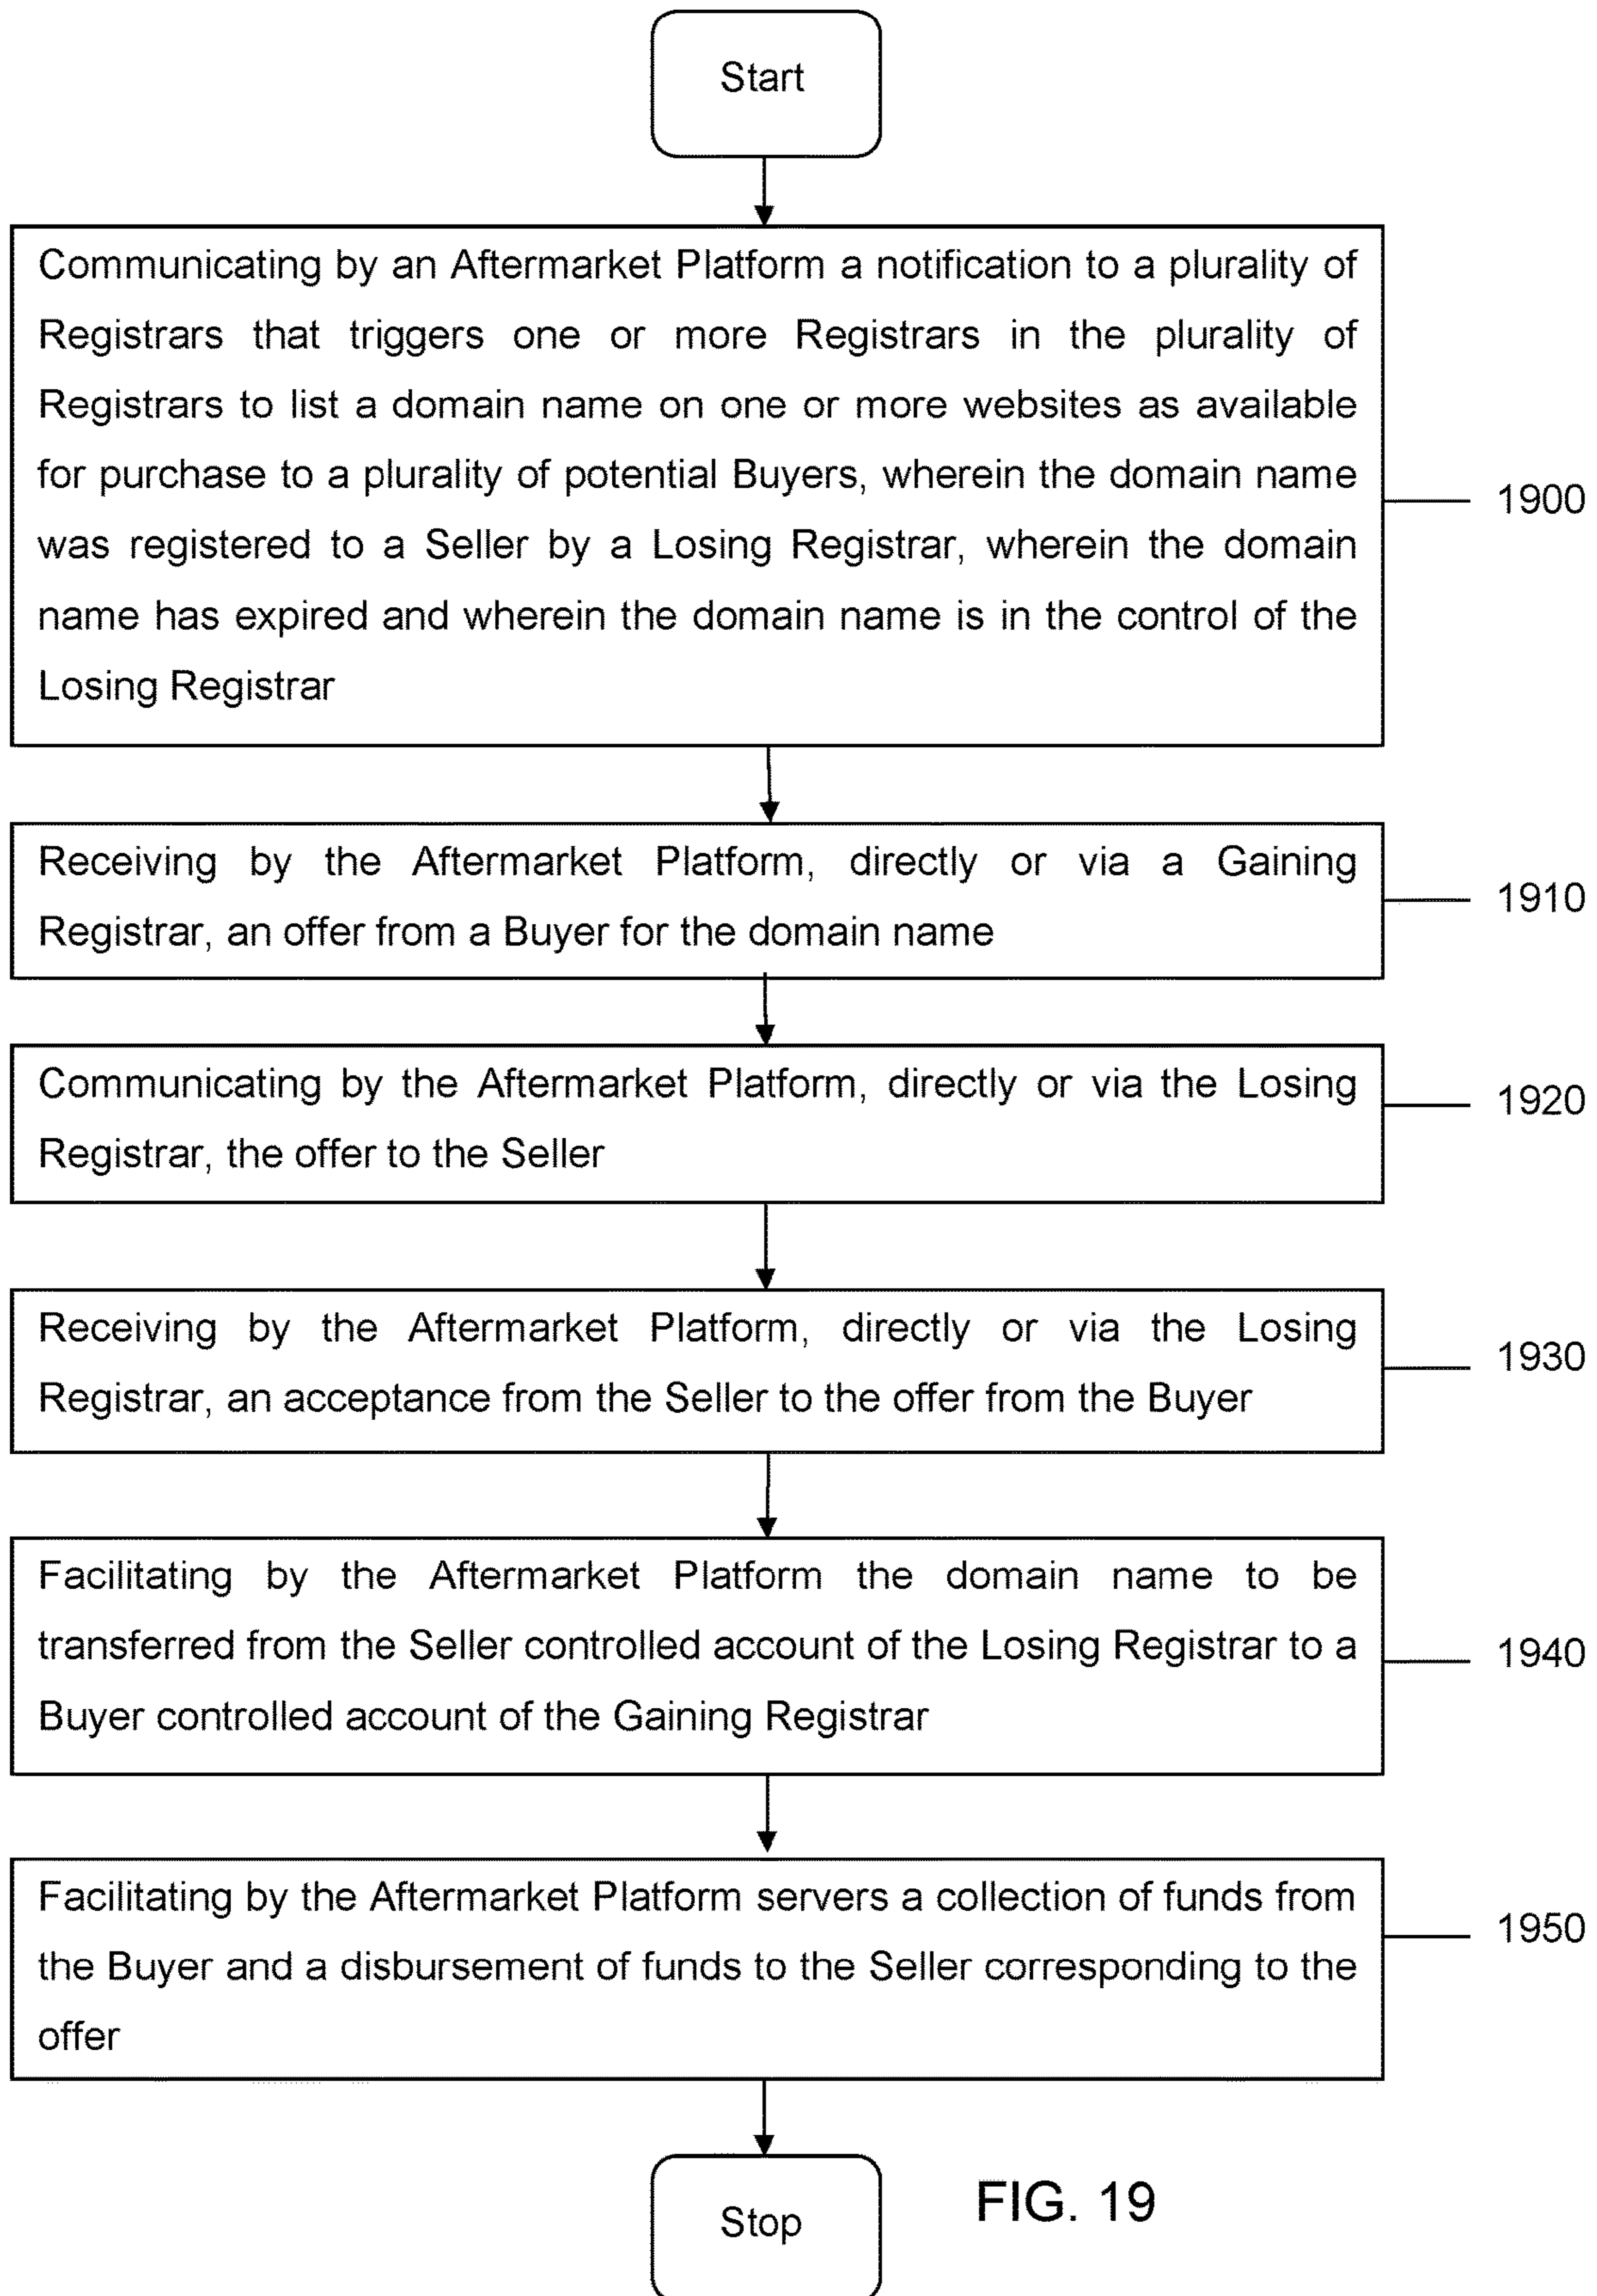 Start
Communicating by an Aftermarket Platform a notification to a plurality of
Registrars that triggers one or more Registrars in the plurality of
Registrars to list a domain name on one or more websites as available
for purchase to a plurality of potential Buyers, wherein the domain name
was registered to a Seller by a Losing Registrar, wherein the domain
name has expired and wherein the domain name is in the control of the
Losing Registrar
1900
Receiving by the Aftermarket Platform, directly or via a Gaining
Registrar, an offer from a Buyer for the domain name
1910
Communicating by the Aftermarket Platform, directly or via the Losing
Registrar, the offer to the Seller
1920
Receiving by the Aftermarket Platform, directly or via the Losing
Registrar, an acceptance from the Seller to the offer from the Buyer
1930
Facilitating by the Aftermarket Platform the domain name to be
transferred from the Seller controlled account of the Losing Registrar to a
Buyer controlled account of the Gaining Registrar
1940
Facilitating by the Aftermarket Platform servers a collection of funds from
the Buyer and a disbursement of funds to the Seller corresponding to the
offer
1950
Stop
FIG. 19